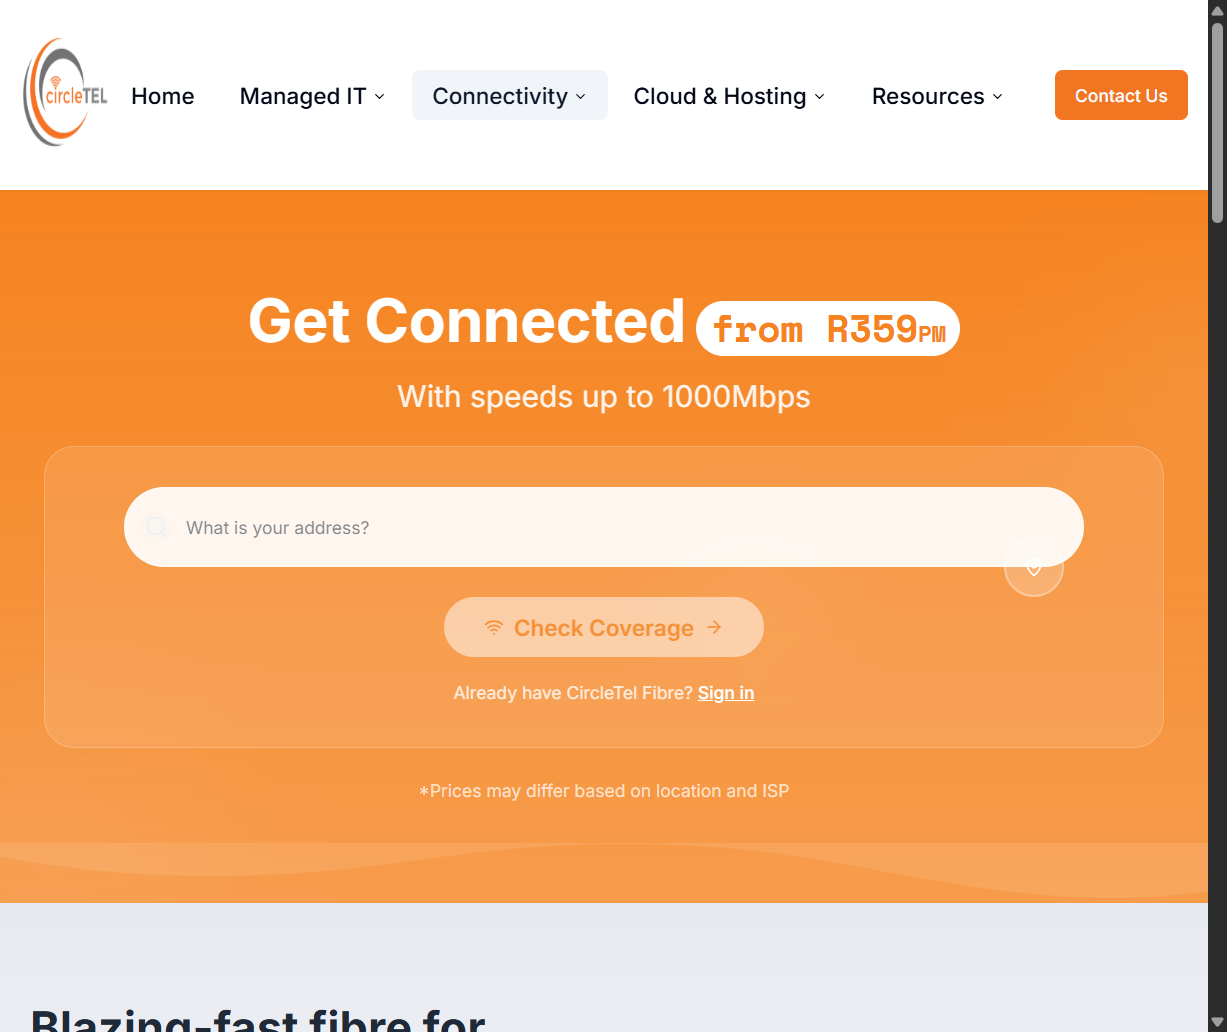 circleTEL
Home
Managed IT
Connectivity
Cloud & Hosting
Resources
Contact Us
Get Connected from R359PM
With speeds up to 1000Mbps
What is your address?
Check Coverage
Already have CircleTel Fibre? Sign in
*Prices may differ based on location and ISP
Blazing-fast fibre for